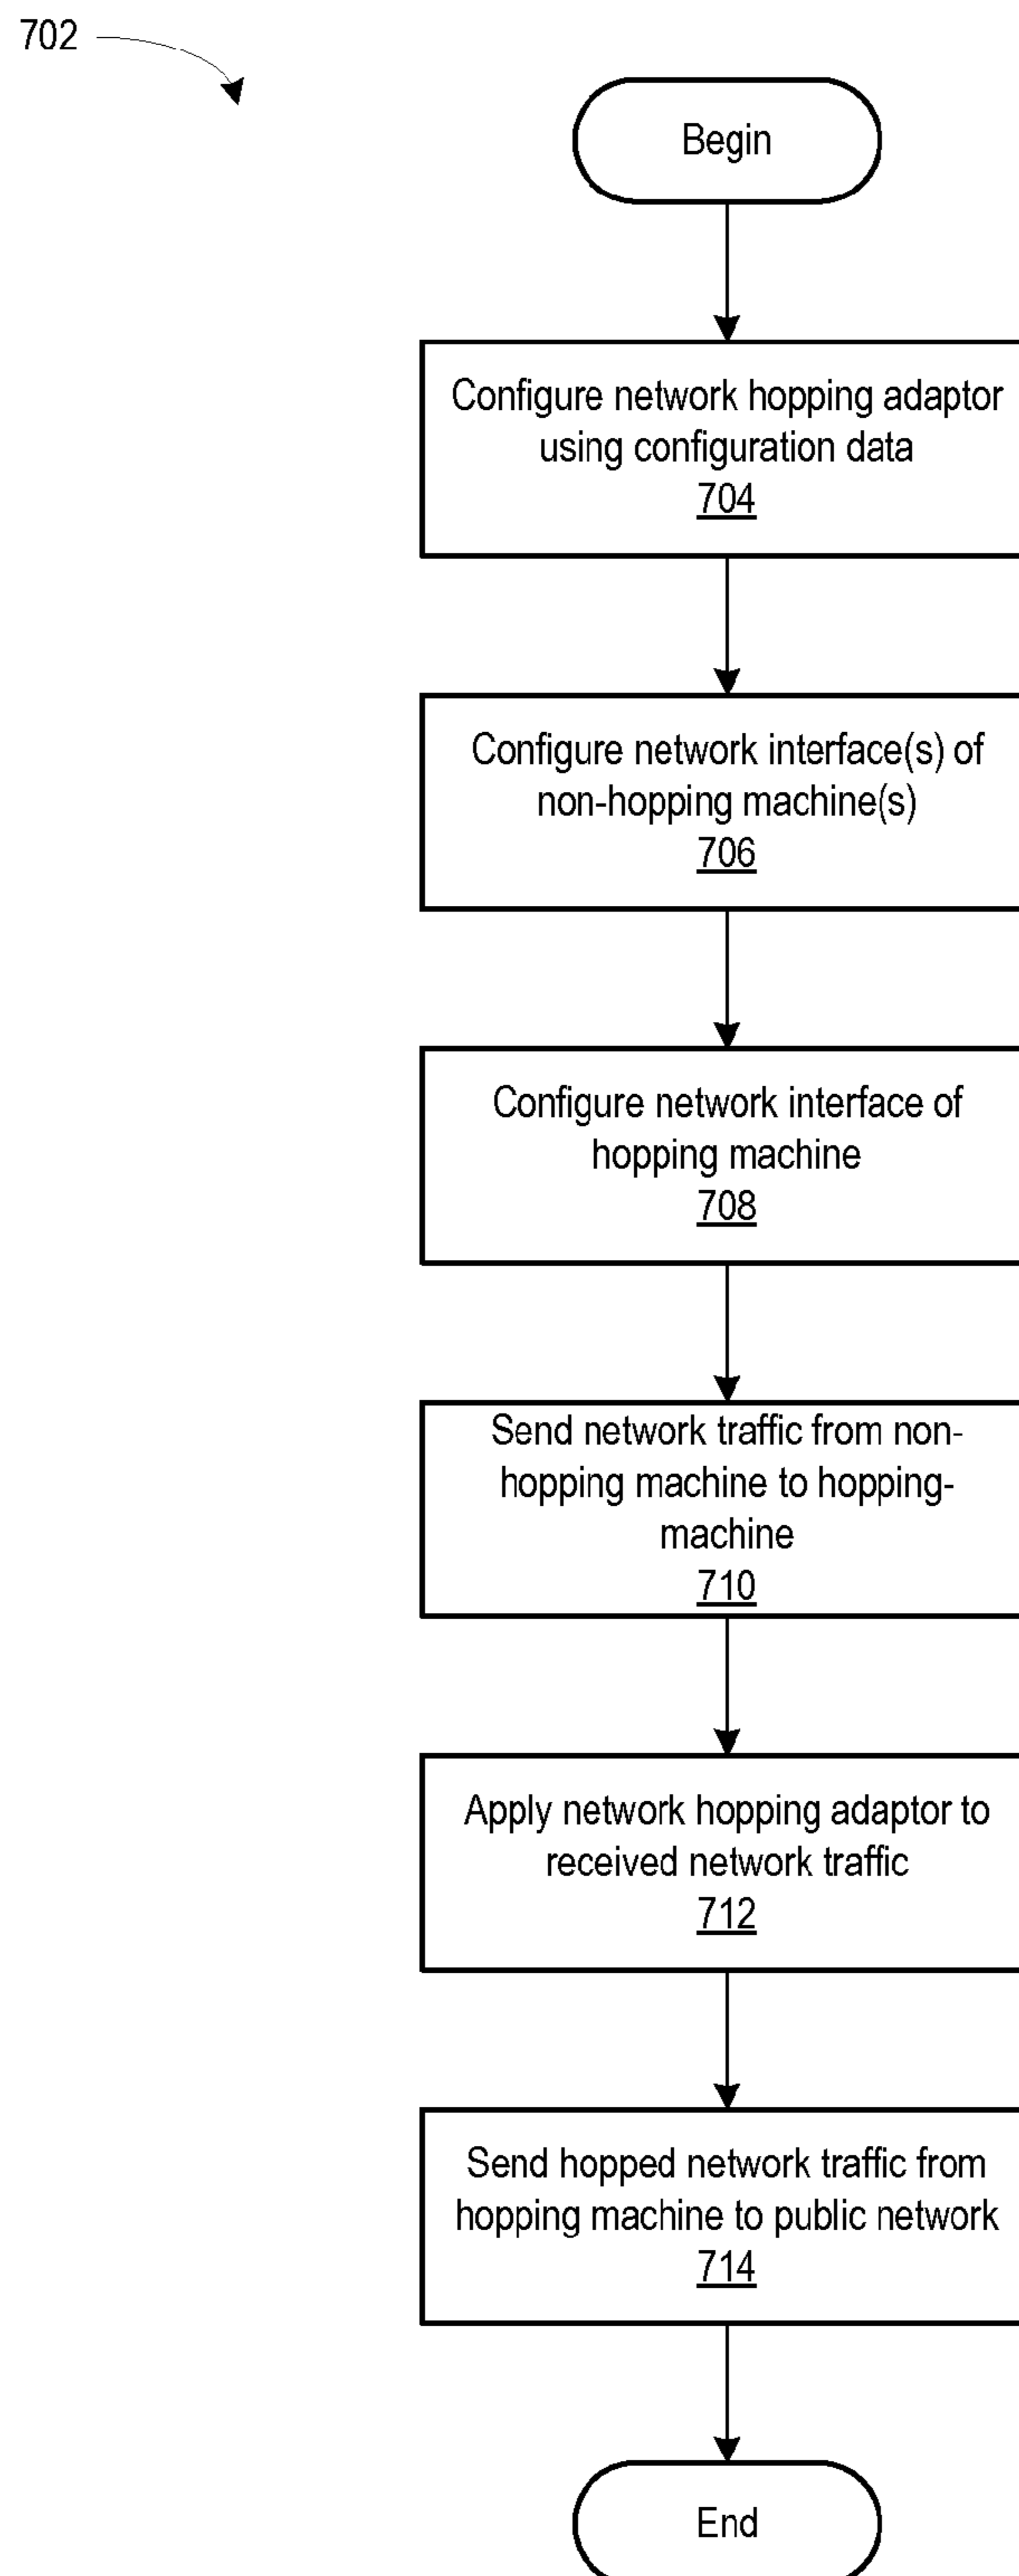 702
Begin
Configure network hopping adaptor
using configuration data
704
Configure network interface(s) of
non-hopping machine(s)
706
Configure network interface of
hopping machine
708
Send network traffic from non-
hopping machine to hopping-
machine
710
Apply network hopping adaptor to
received network traffic
712
Send hopped network traffic from
hopping machine to public network
714
End